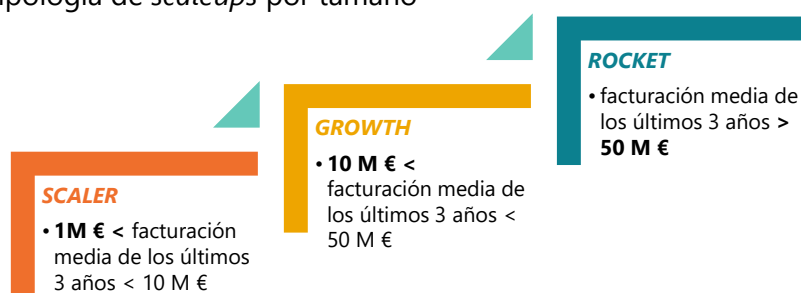 de scaleups por tamaño
ROCKET
• facturación media de
los últimos 3 años >
50 M €
GROWTH
• 10 M € <
facturación media de
los últimos 3 años <
50 M €
SCALER
• 1M € < facturación
media de los últimos
3 años < 10 M €